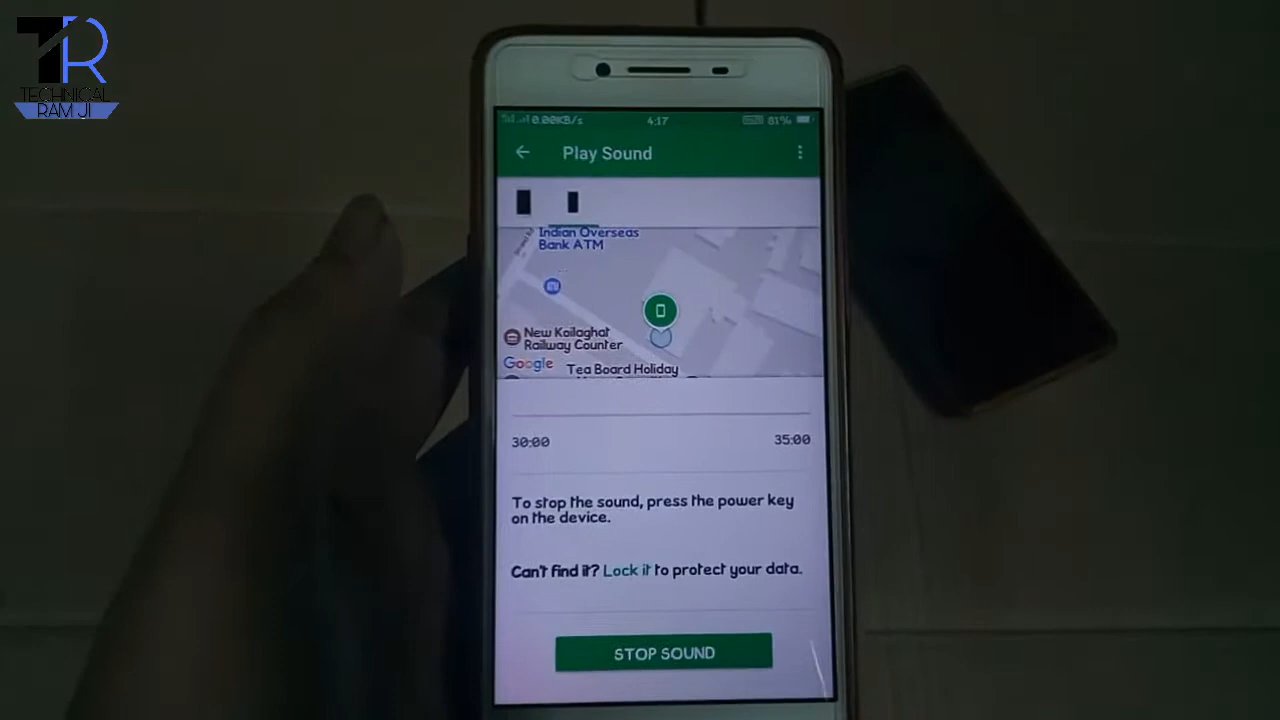 TR
TECHNICAL
RAM JI
0.00KB/s
4:17
81%
Play Sound
Indian Overseas
Bank ATM
New Koilaghat
Railway Counter
Google
Tea Board Holiday
30:00
35:00
To stop the sound, press the power key
on the device.
Can't find it? Lock it to protect your data.
STOP SOUND